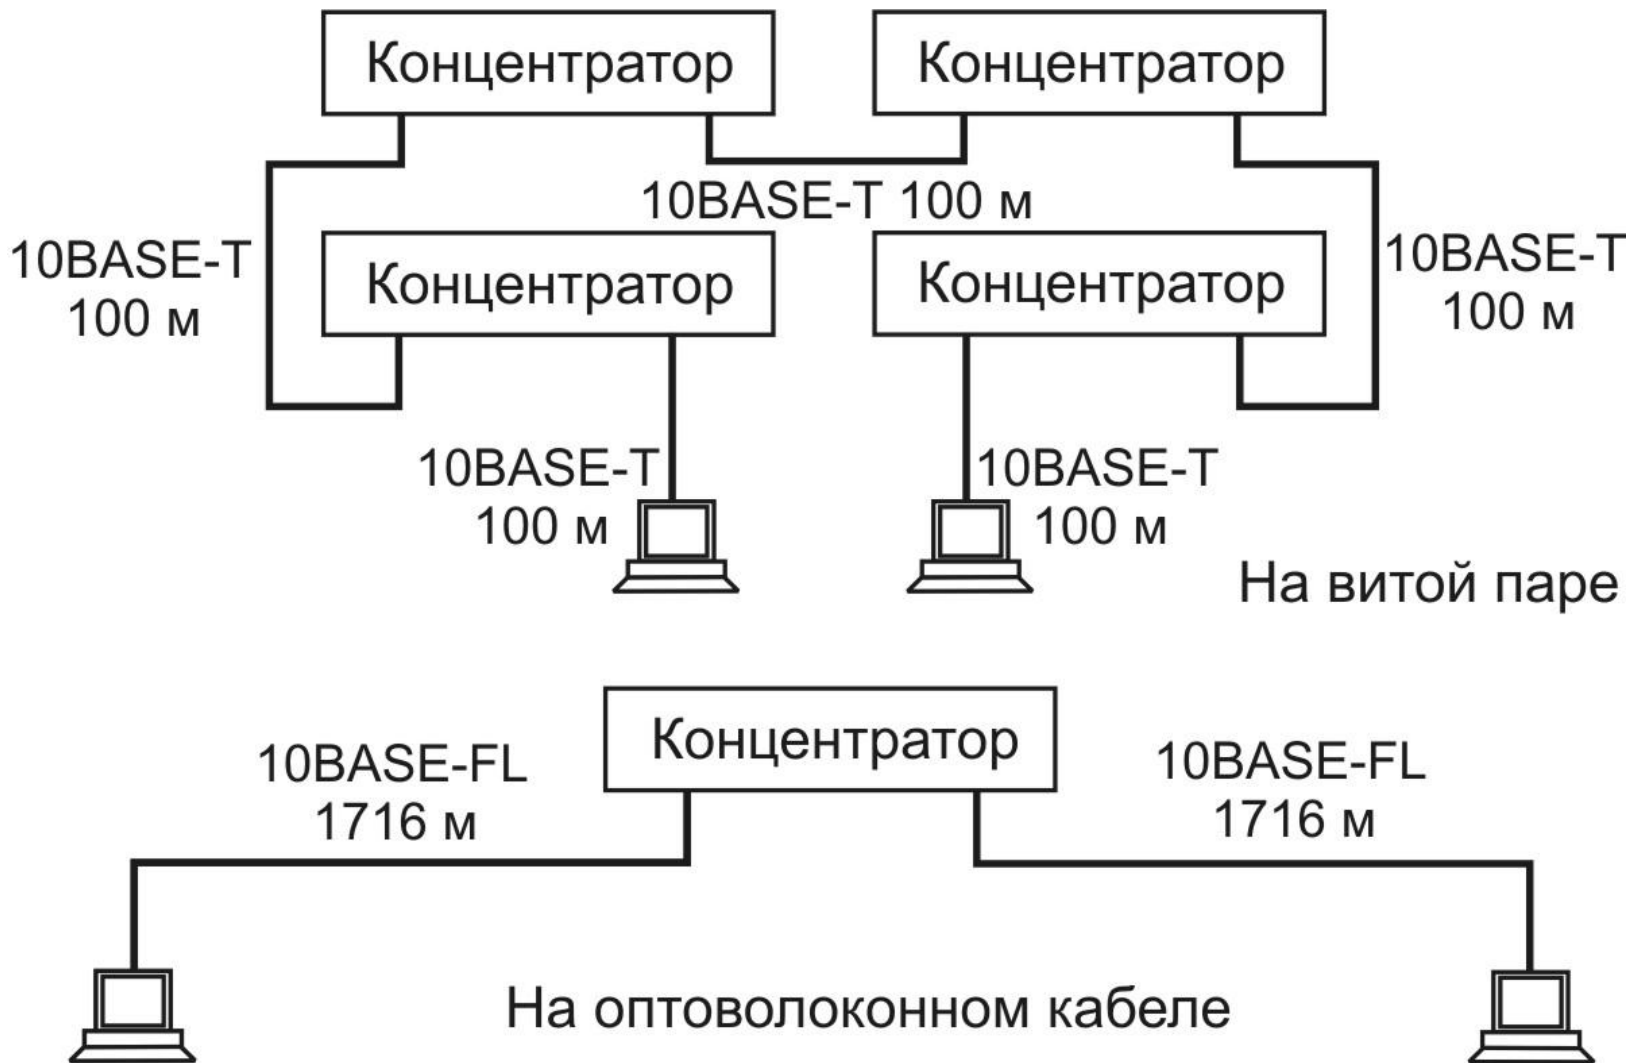 Концентратор
Концентратор
10BASE-T 100 м
10BASE-T
100 м
Концентратор
Концентратор
10BASE-T
100 м
10BASE-T
100 м
10BASE-T
100 м
На витой паре
Концентратор
10BASE-FL
1716 м
10BASE-FL
1716 м
На оптоволоконном кабеле